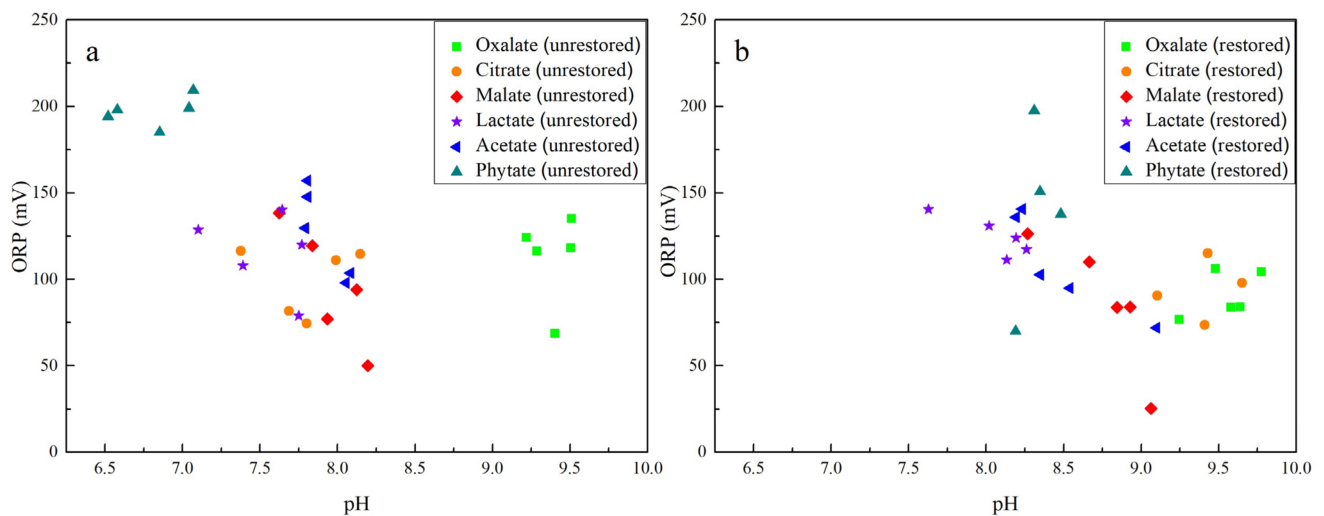 a
Oxalate (unrestored)
Citrate (unrestored)
Malate (unrestored)
Lactate (unrestored)
Acetate (unrestored)
Phytate (unrestored)
250
200
150
100
50
0
ORP (mV)
6.5 7.0 7.5 8.0 8.5 9.0 9.5 10.0
pH
b
Oxalate (restored)
Citrate (restored)
Malate (restored)
Lactate (restored)
Acetate (restored)
Phytate (restored)
250
200
150
100
50
0
ORP (mV)
6.5 7.0 7.5 8.0 8.5 9.0 9.5 10.0
pH